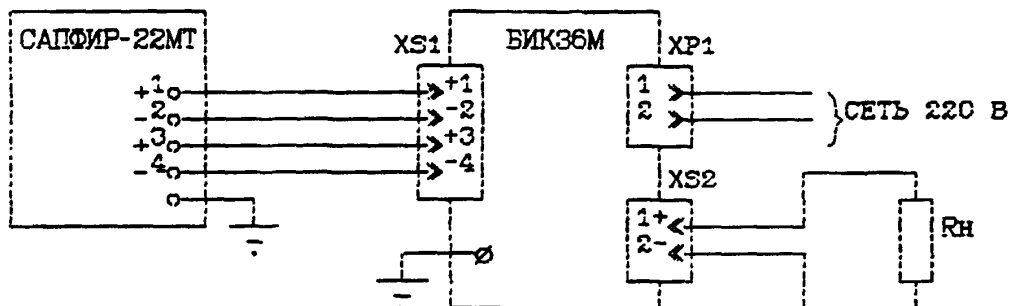 САПФИР-22МТ
+1
-2
+3
-4
XS1
+1
-2
+3
-4
БИК36М
XP1
1
2
СЕТЬ 220 В
XS2
1+
2-
Rн